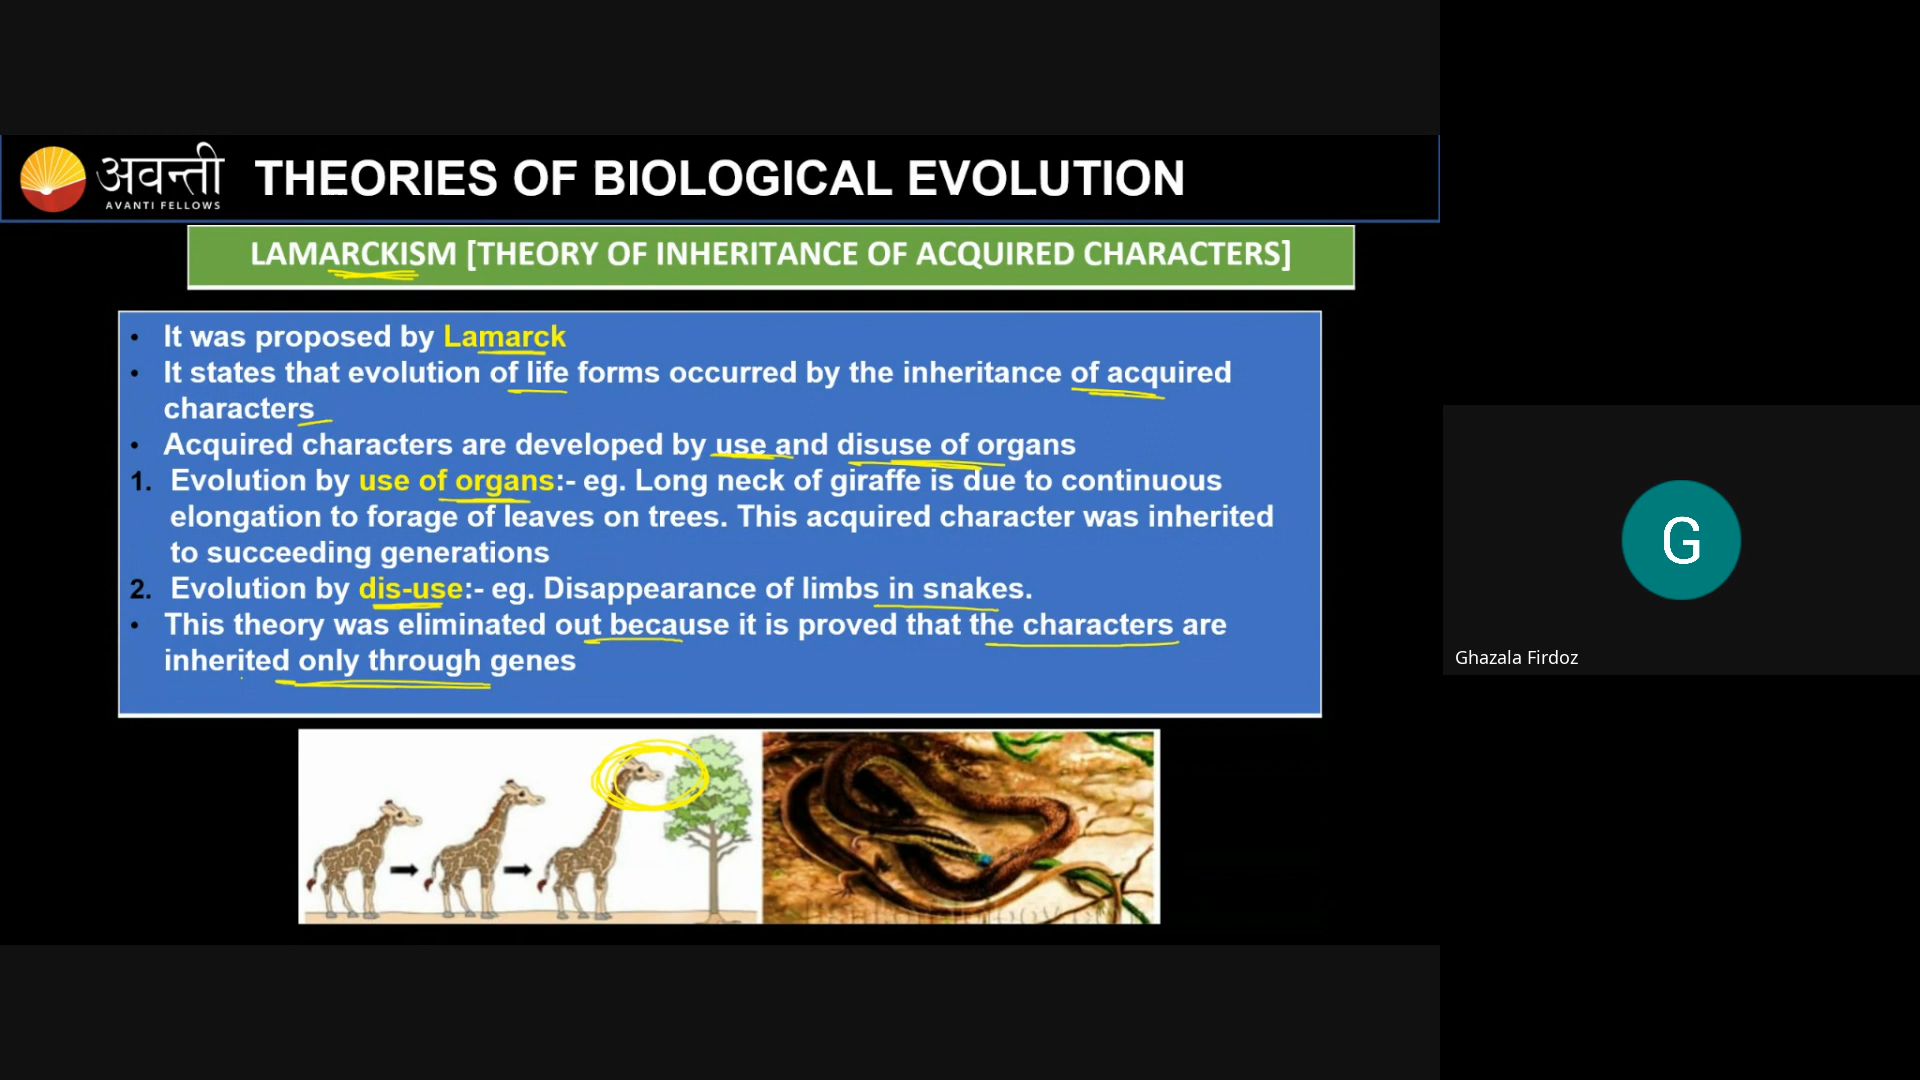 अवन्ती
AVANTI FELLOWS
THEORIES OF BIOLOGICAL EVOLUTION
LAMARCKISM [THEORY OF INHERITANCE OF ACQUIRED CHARACTERS]
• It was proposed by Lamarck
• It states that evolution of life forms occurred by the inheritance of acquired
characters
• Acquired characters are developed by use and disuse of organs
1. Evolution by use of organs:- eg. Long neck of giraffe is due to continuous
elongation to forage of leaves on trees. This acquired character was inherited
to succeeding generations
2. Evolution by dis-use:- eg. Disappearance of limbs in snakes.
• This theory was eliminated out because it is proved that the characters are
inherited only through genes
G
Ghazala Firdoz